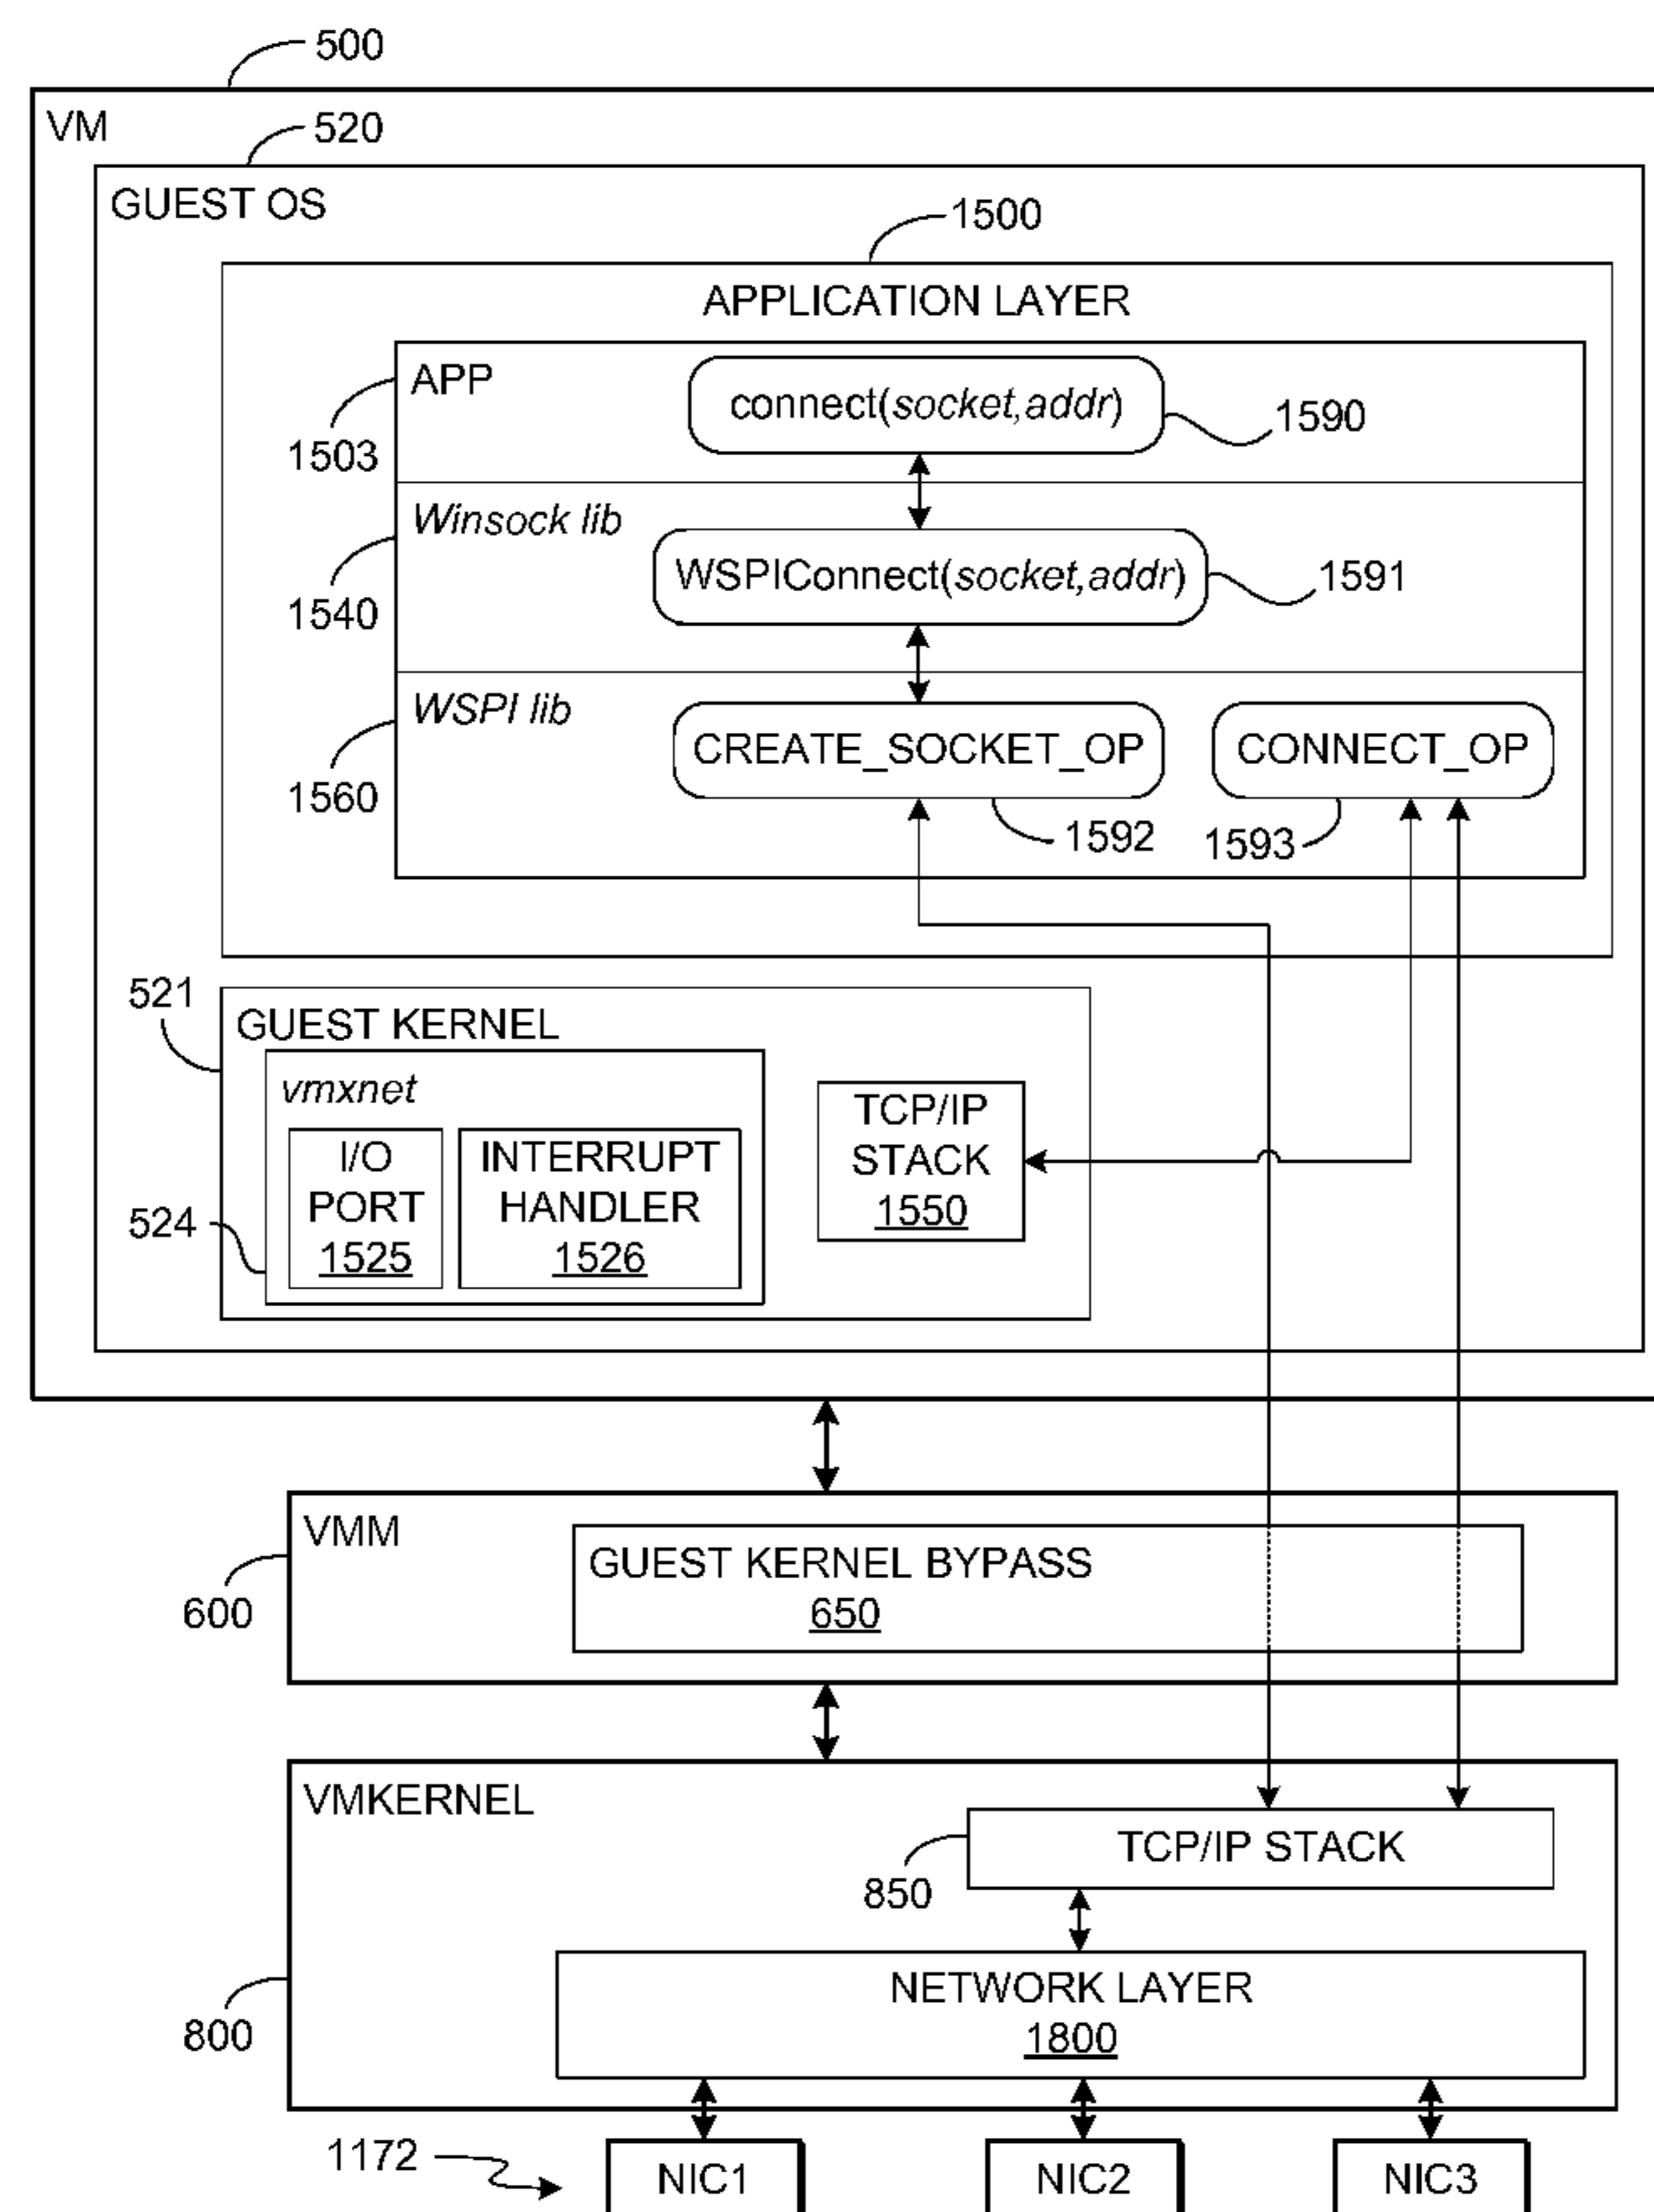 500
VM
520
GUEST OS
1500
APPLICATION LAYER
APP
connect(socket,addr)
1590
1503
Winsock lib
WSPIConnect(socket,addr)
1591
1540
WSPI lib
CREATE_SOCKET_OP
CONNECT_OP
1560
1592
1593
521
GUEST KERNEL
vmxnet
I/O
PORT
1525
INTERRUPT
HANDLER
1526
TCP/IP
STACK
1550
524
VMM
GUEST KERNEL BYPASS
650
600
VMKERNEL
TCP/IP STACK
850
NETWORK LAYER
1800
800
1172
NIC1
NIC2
NIC3